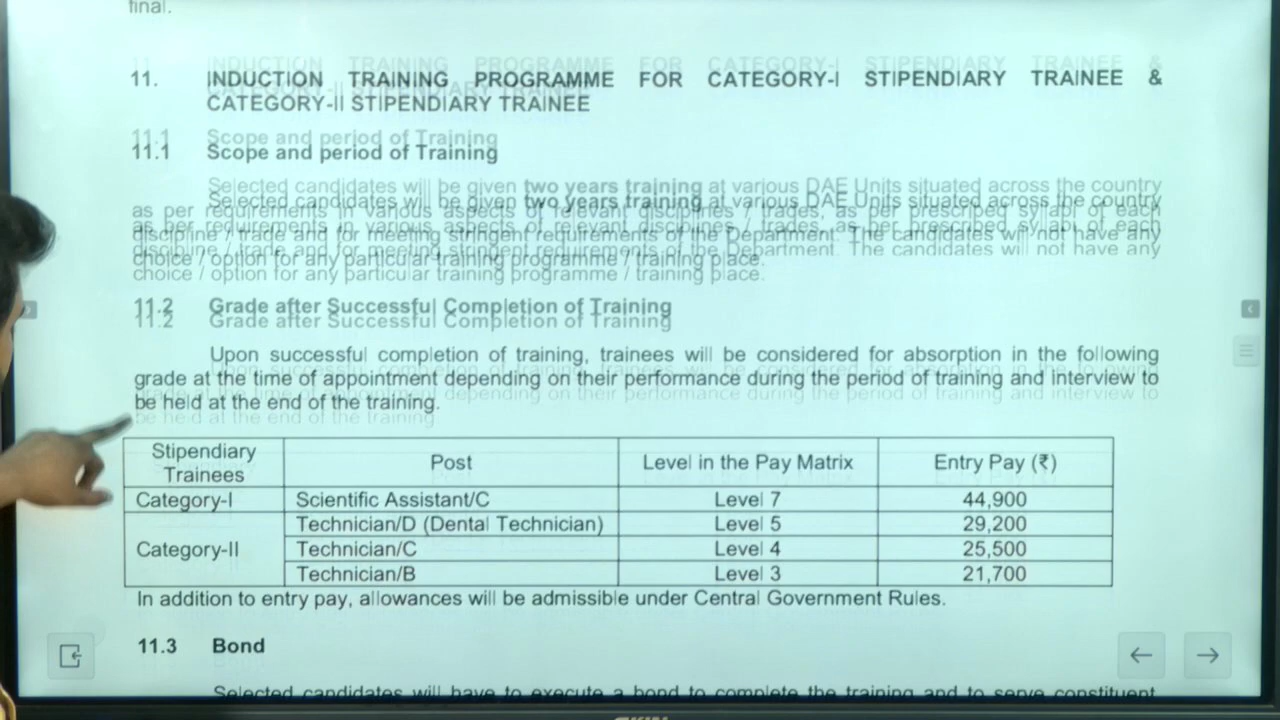 final.
11. INDUCTION TRAINING PROGRAMME FOR CATEGORY-I STIPENDIARY TRAINEE &
CATEGORY-II STIPENDIARY TRAINEE
11.1 Scope and period of Training
Selected candidates will be given two years training at various DAE Units situated across the country
as per requirements in various aspects of relevant disciplines / trades, as per prescribed syllabi of each
discipline / trade and for meeting stringent requirements of the Department. The candidates will not have any
choice / option for any particular training programme / training place.
11.2 Grade after Successful Completion of Training
Upon successful completion of training, trainees will be considered for absorption in the following
grade at the time of appointment depending on their performance during the period of training and interview to
be held at the end of the training.
Stipendiary Trainees Post Level in the Pay Matrix Entry Pay (₹)
Category-I Scientific Assistant/C Level 7 44,900
Technician/D (Dental Technician) Level 5 29,200
Category-II Technician/C Level 4 25,500
Technician/B Level 3 21,700
In addition to entry pay, allowances will be admissible under Central Government Rules.
11.3 Bond
Selected candidates will have to execute a bond to complete the training and to serve constituent